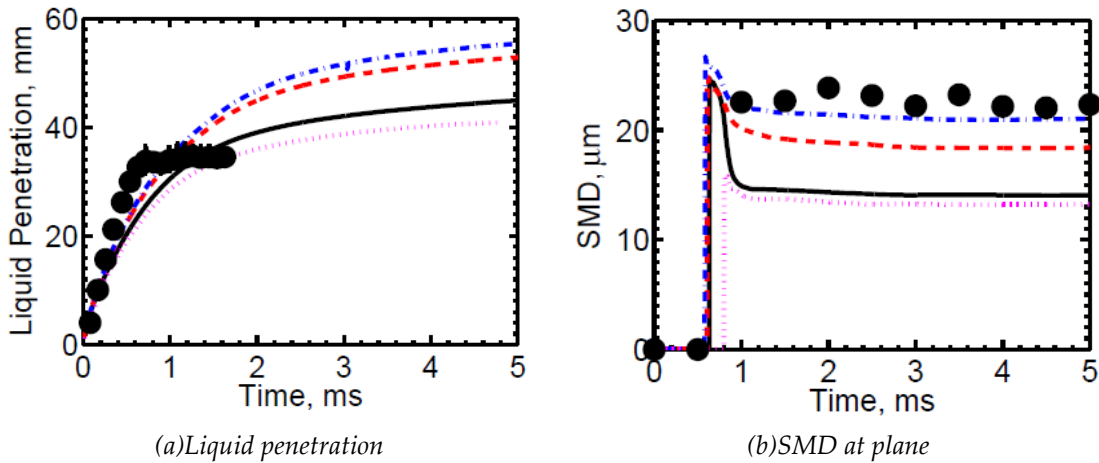 60
40
20
0
0 1 2 3 4 5
Liquid Penetration, mm
Time, ms
(a)Liquid penetration
30
20
10
0
0 1 2 3 4 5
SMD, μm
Time, ms
(b)SMD at plane